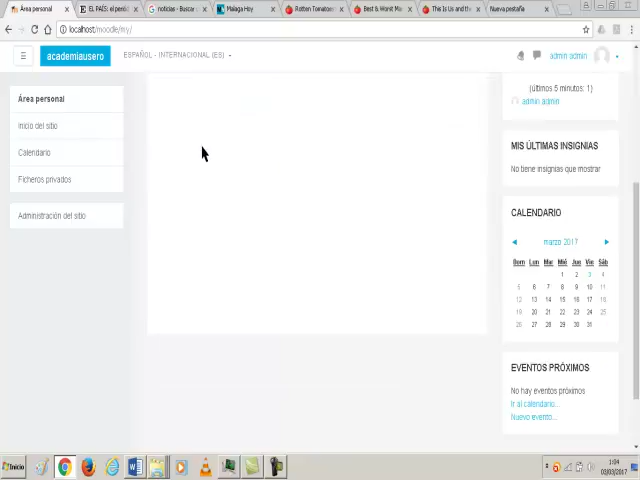 Área personal
EL PAÍS: el periód
noticias - Buscar c
Malaga Hoy
Rotten Tomatoes
Best & Worst Mo
This Is Us and th
Nueva pestaña
localhost/moodle/my/
academiausero
ESPAÑOL - INTERNACIONAL (ES)
admin admin
Área personal
Inicio del sitio
Calendario
Ficheros privados
Administración del sitio
(últimos 5 minutos: 1)
admin admin
MIS ÚLTIMAS INSIGNIAS
No tiene insignias que mostrar
CALENDARIO
marzo 2017
Dom Lun Mar Mié Jue Vie Sáb
1 2 3 4
5 6 7 8 9 10 11
12 13 14 15 16 17 18
19 20 21 22 23 24 25
26 27 28 29 30 31
EVENTOS PRÓXIMOS
No hay eventos próximos
Ir al calendario...
Nuevo evento...
Inicio
1:04
03/03/2017